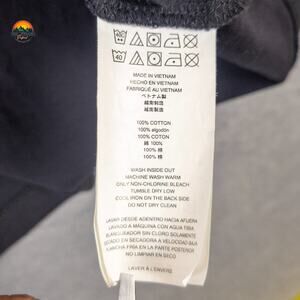 MADE IN VIETNAM
HECHO EN VIETNAM
FABRIQUÉ AU VIETNAM
ベトナム製
越南製造
越南制造
100% COTTON
100% algodón
100% COTON
綿 100%
100% 棉
100% 棉
WASH INSIDE OUT
MACHINE WASH WARM
ONLY NON-CHLORINE BLEACH
TUMBLE DRY LOW
COOL IRON ON THE BACK SIDE
DO NOT DRY CLEAN
LAVAR DESDE ADENTRO HACIA AFUERA
LAVADO A MÁQUINA CON AGUA TIBIA
BLANQUEADOR SIN CLORO SOLAMENTE
SECADO EN SECADORA A VELOCIDAD BAJA
PLANCHA FRÍA EN LA PARTE POSTERIOR
NO LIMPIAR EN SECO
LAVER À L'ENVERS